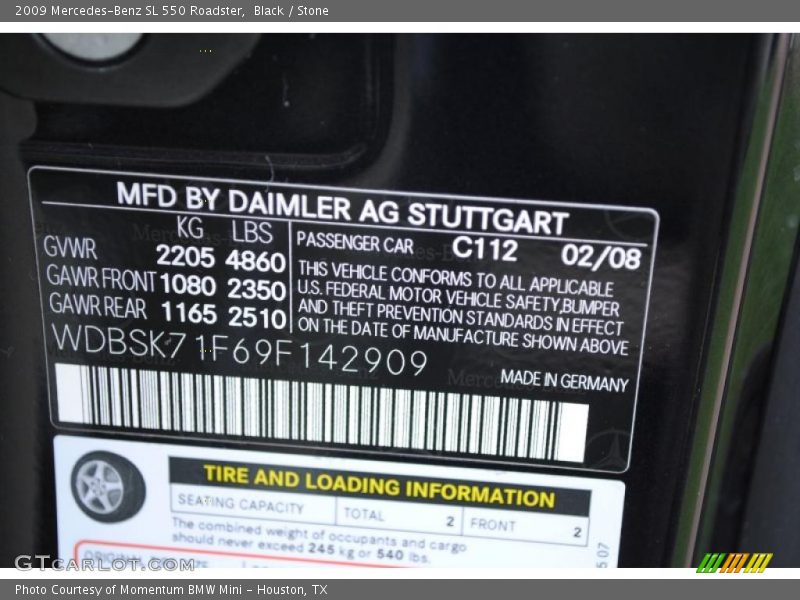 2009 Mercedes-Benz SL 550 Roadster, Black / Stone
MFD BY DAIMLER AG STUTTGART
KG LBS
GVWR 2205 4860
GAWR FRONT 1080 2350
GAWR REAR 1165 2510
PASSENGER CAR C112 02/08
THIS VEHICLE CONFORMS TO ALL APPLICABLE
U.S. FEDERAL MOTOR VEHICLE SAFETY,BUMPER
AND THEFT PREVENTION STANDARDS IN EFFECT
ON THE DATE OF MANUFACTURE SHOWN ABOVE
WDBSK71F69F142909
MADE IN GERMANY
TIRE AND LOADING INFORMATION
SEATING CAPACITY TOTAL 2 FRONT 2
The combined weight of occupants and cargo
should never exceed 245 kg or 540 lbs.
GTcarlot.com
Photo Courtesy of Momentum BMW Mini - Houston, TX